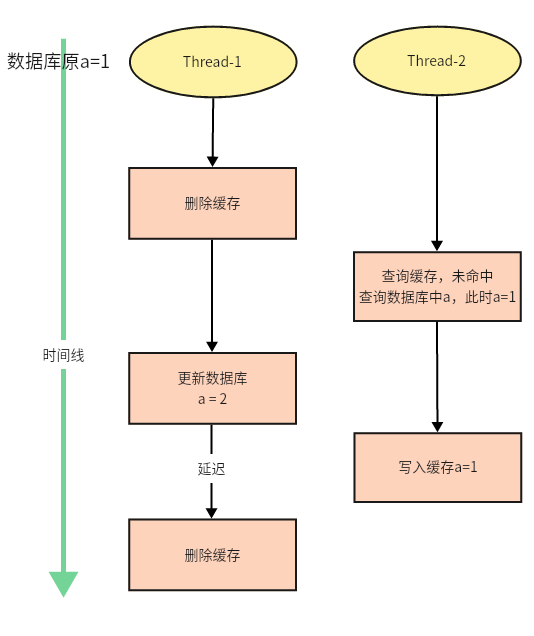 数据库原a=1
Thread-1
Thread-2
删除缓存
查询缓存，未命中
查询数据库中a，此时a=1
时间线
更新数据库
a = 2
延迟
写入缓存a=1
删除缓存